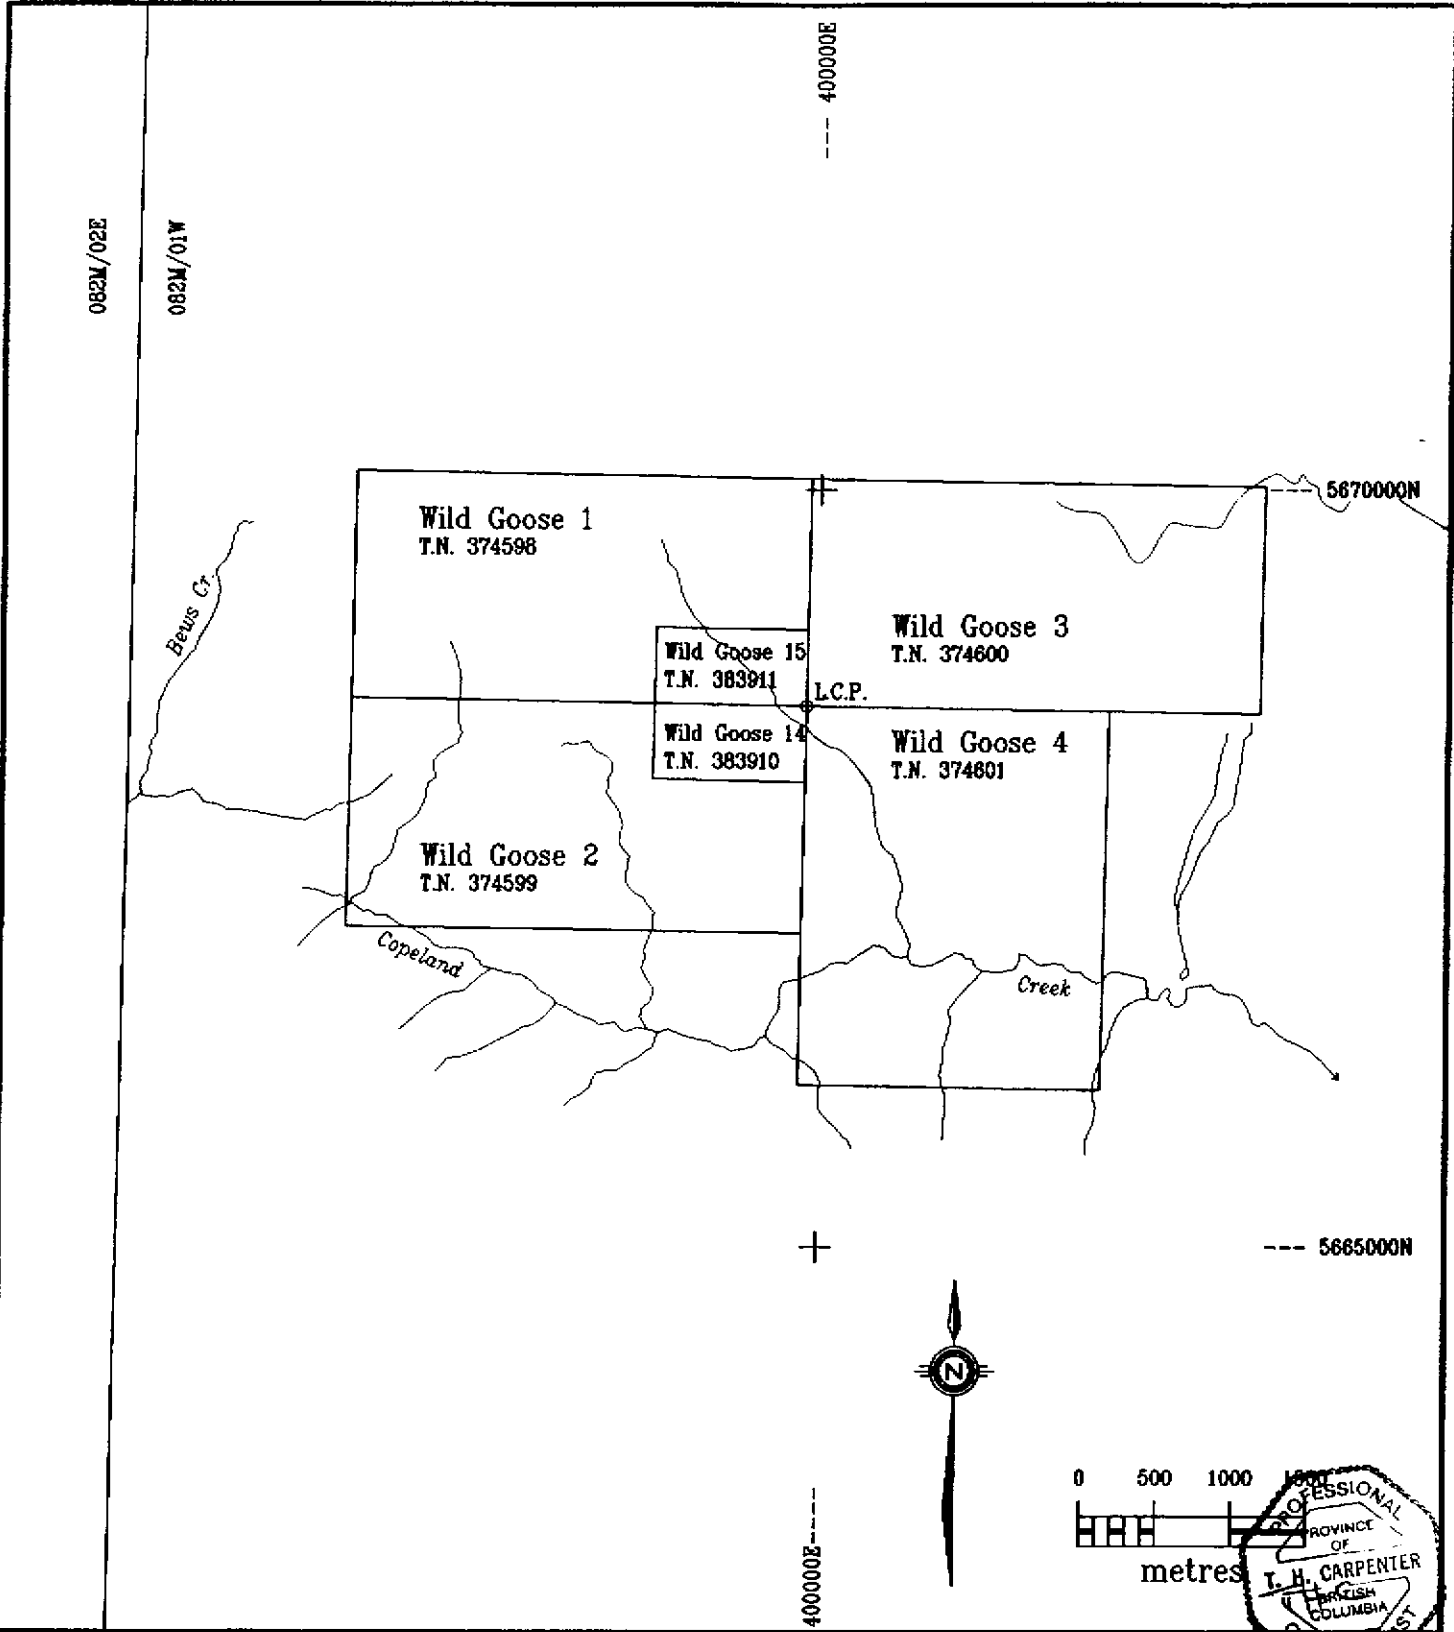 400000E
082M/02E
082M/01W
5670000N
Wild Goose 1
T.N. 374598
Bews Cr.
Wild Goose 3
T.N. 374600
Wild Goose 15
T.N. 383911
L.C.P.
Wild Goose 14
T.N. 383910
Wild Goose 4
T.N. 374601
Wild Goose 2
T.N. 374599
Copeland
Creek
5665000N
N
0 500 1000 1500
metres
400000E
PROFESSIONAL
PROVINCE
OF
T. H. CARPENTER
BRITISH
COLUMBIA